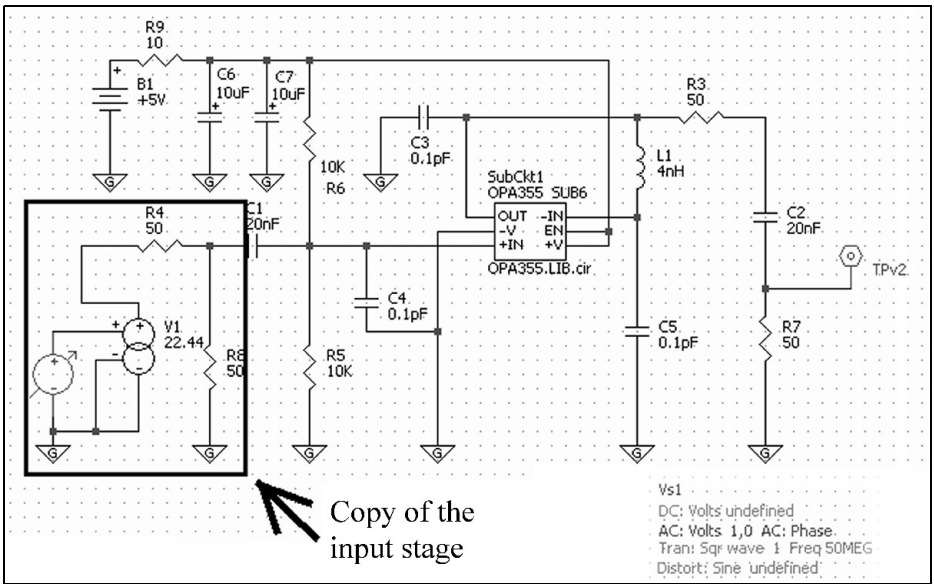 R9
10
B1
+5V
C6
10uF
C7
10uF
10K
R6
C3
0.1pF
R3
50
L1
4nH
SubCkt1
OPA355_SUB6
OUT -IN
-V EN
+IN +V
OPA355.LIB.cir
C2
20nF
TPv2
C1
20nF
R4
50
C4
0.1pF
V1
22.44
R8
50
R5
10K
C5
0.1pF
R7
50
G G G G
G G G G G G
Copy of the
input stage
Vs1
DC: Volts undefined
AC: Volts 1,0 AC: Phase
Tran: Sqr wave 1 Freq 50MEG
Distort: Sine undefined